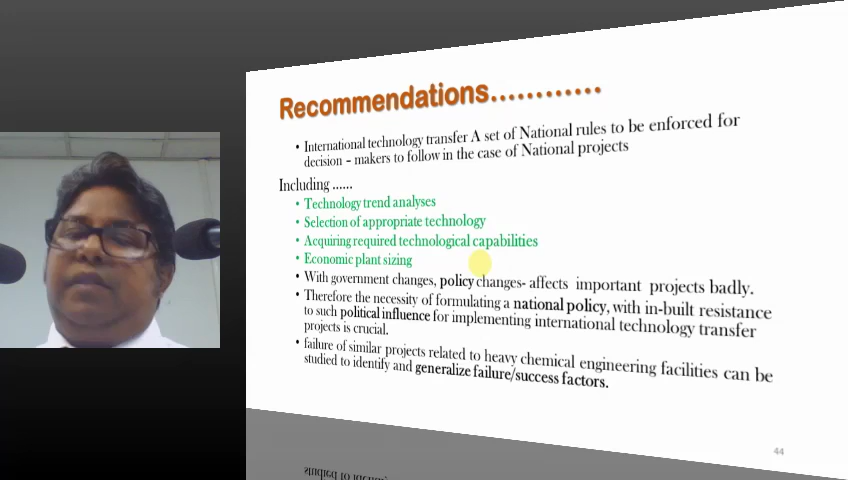 Recommendations............
• International technology transfer A set of National rules to be enforced for
decision – makers to follow in the case of National projects
Including ......
• Technology trend analyses
• Selection of appropriate technology
• Acquiring required technological capabilities
• Economic plant sizing
• With government changes, policy changes- affects important projects badly.
• Therefore the necessity of formulating a national policy, with in-built resistance
to such political influence for implementing international technology transfer
projects is crucial.
• failure of similar projects related to heavy chemical engineering facilities can be
studied to identify and generalize failure/success factors.
44